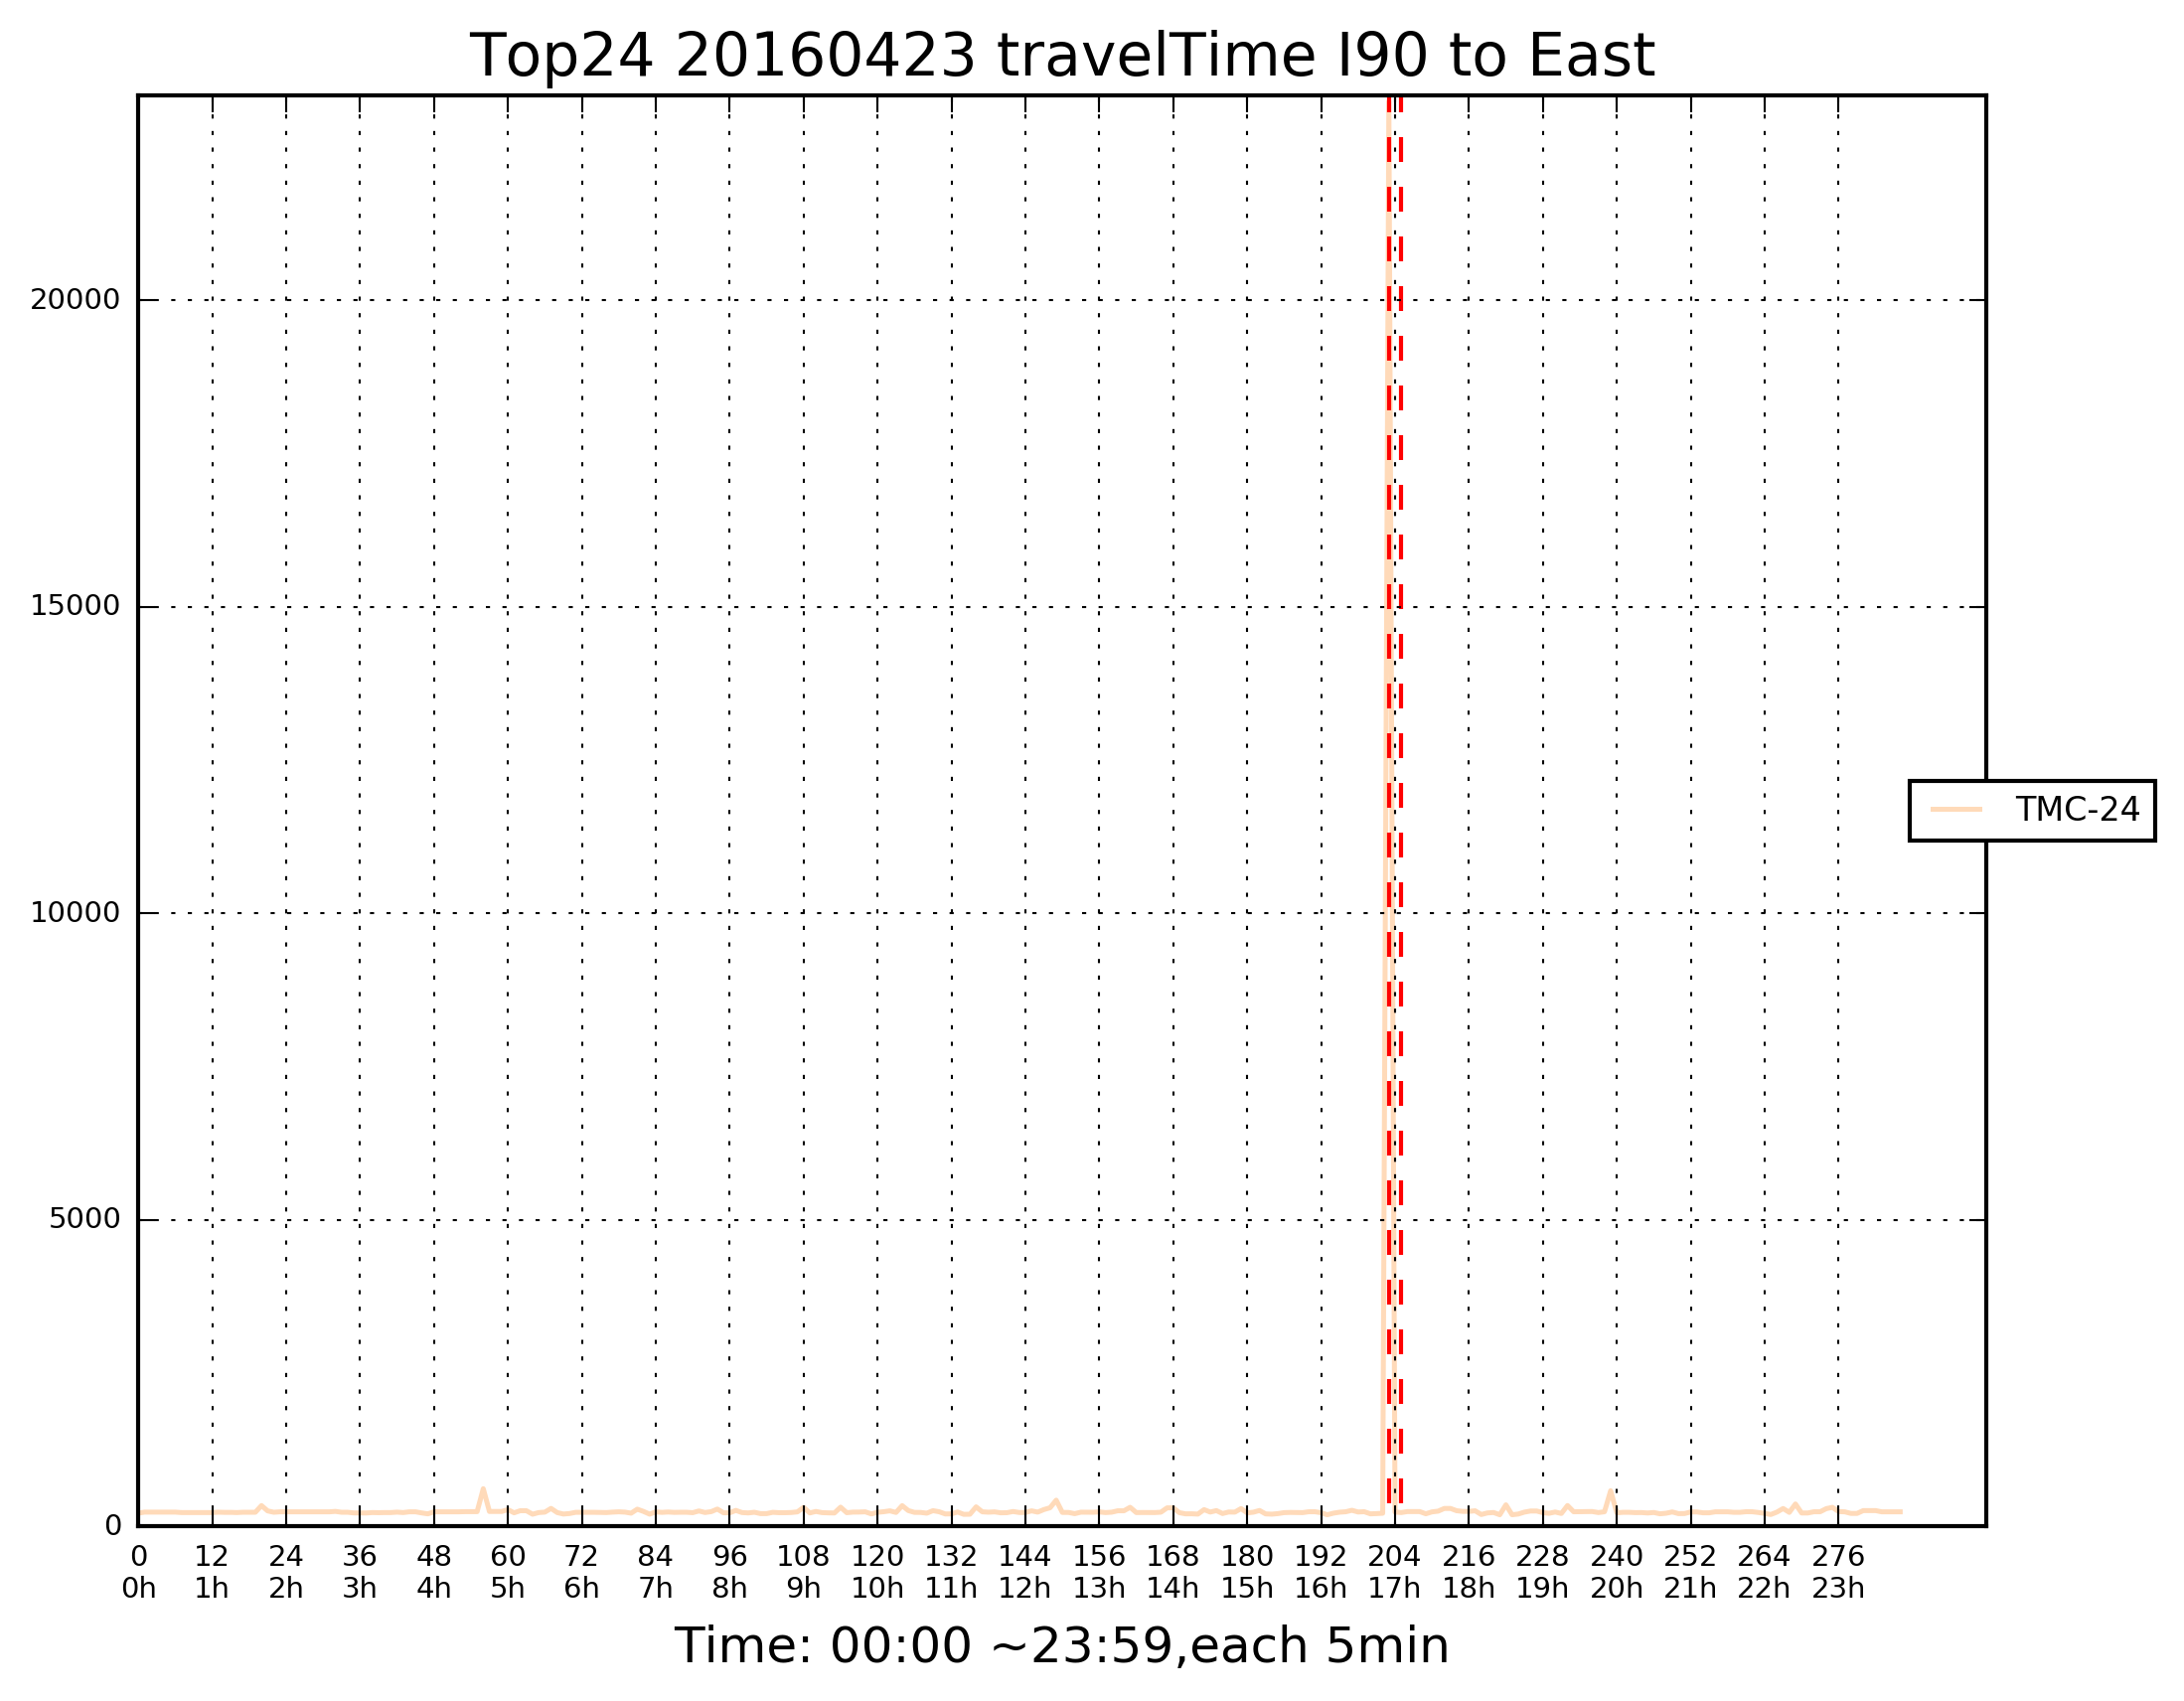 Top24 20160423 travelTime I90 to East
20000
15000
10000
5000
0
TMC-24
0 12 24 36 48 60 72 84 96 108 120 132 144 156 168 180 192 204 216 228 240 252 264 276
0h 1h 2h 3h 4h 5h 6h 7h 8h 9h 10h 11h 12h 13h 14h 15h 16h 17h 18h 19h 20h 21h 22h 23h
Time: 00:00 ~23:59,each 5min